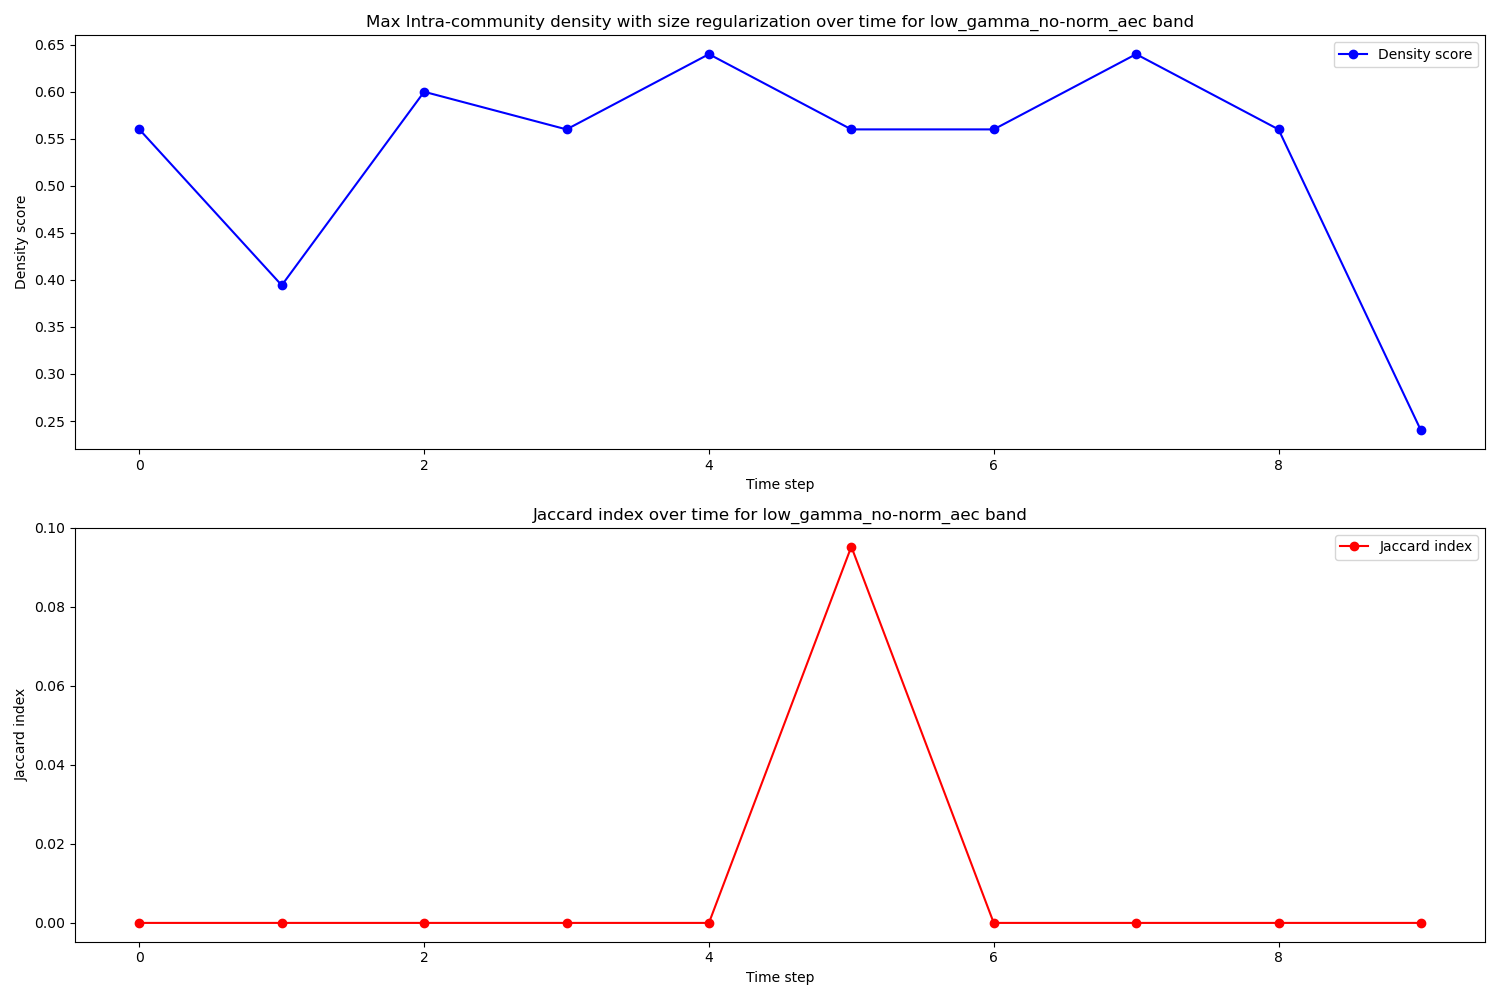 Max Intra-community density with size regularization over time for low_gamma_no-norm_aec band
Density score
0.65
0.60
0.55
0.50
0.45
0.40
0.35
0.30
0.25
Density score
0 2 4 6 8
Time step
Jaccard index over time for low_gamma_no-norm_aec band
Jaccard index
0.10
0.08
0.06
0.04
0.02
0.00
Jaccard index
0 2 4 6 8
Time step